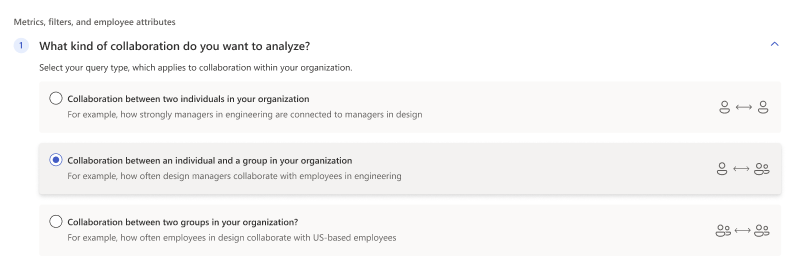 Metrics, filters, and employee attributes
1 What kind of collaboration do you want to analyze?
Select your query type, which applies to collaboration within your organization.
Collaboration between two individuals in your organization
For example, how strongly managers in engineering are connected to managers in design
Collaboration between an individual and a group in your organization
For example, how often design managers collaborate with employees in engineering
Collaboration between two groups in your organization?
For example, how often employees in design collaborate with US-based employees